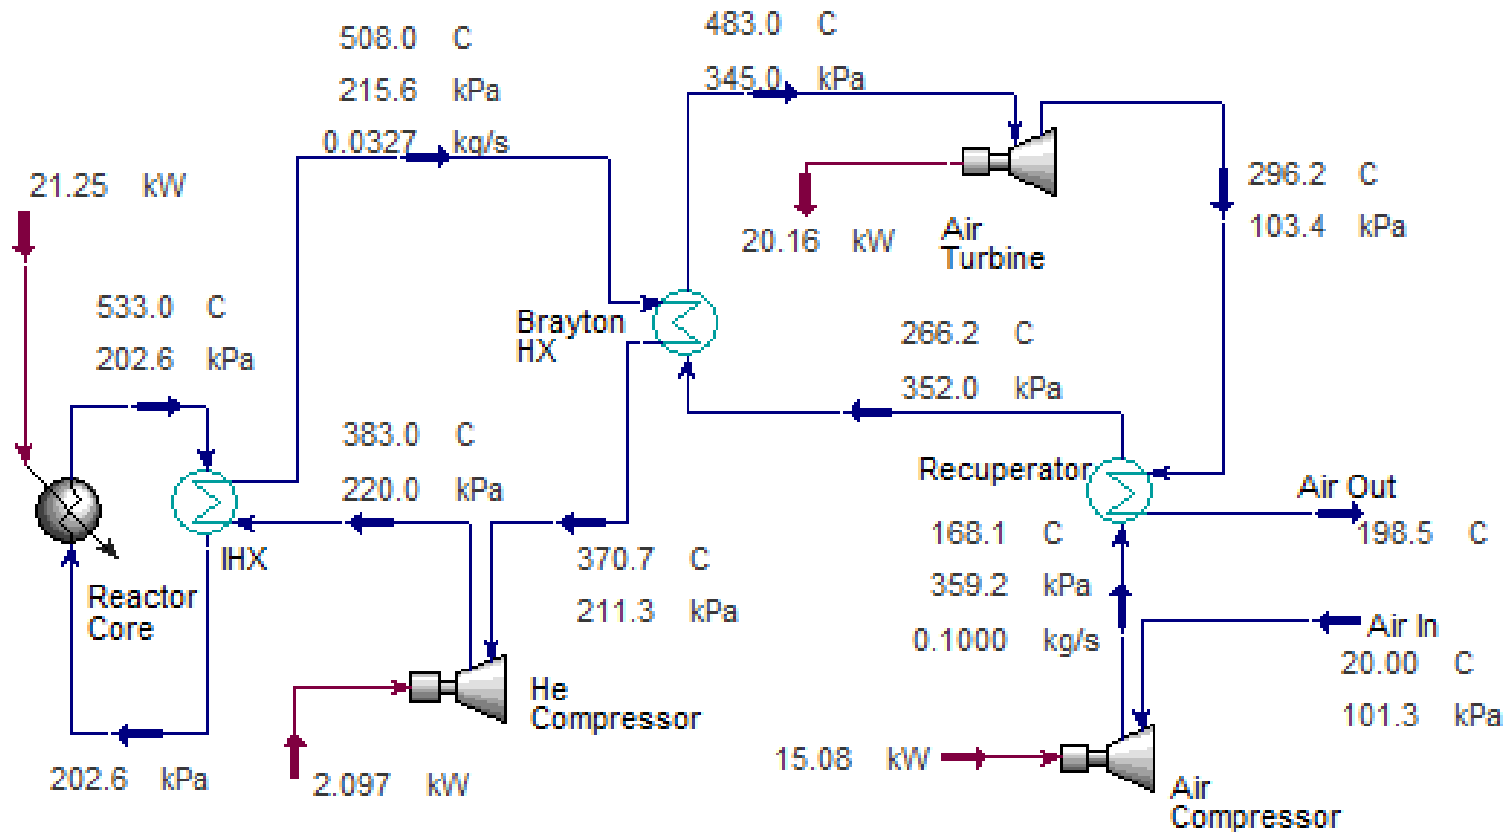 508.0 C
215.6 kPa
0.0327 kg/s
483.0 C
345.0 kPa
21.25 kW
296.2 C
103.4 kPa
20.16 kW
Air
Turbine
533.0 C
202.6 kPa
Brayton
HX
266.2 C
352.0 kPa
383.0 C
220.0 kPa
Recuperator
Air Out
198.5 C
IHX
370.7 C
211.3 kPa
168.1 C
359.2 kPa
0.1000 kg/s
Reactor
Core
Air In
20.00 C
101.3 kPa
He
Compressor
202.6 kPa
2.097 kW
15.08 kW
Air
Compressor